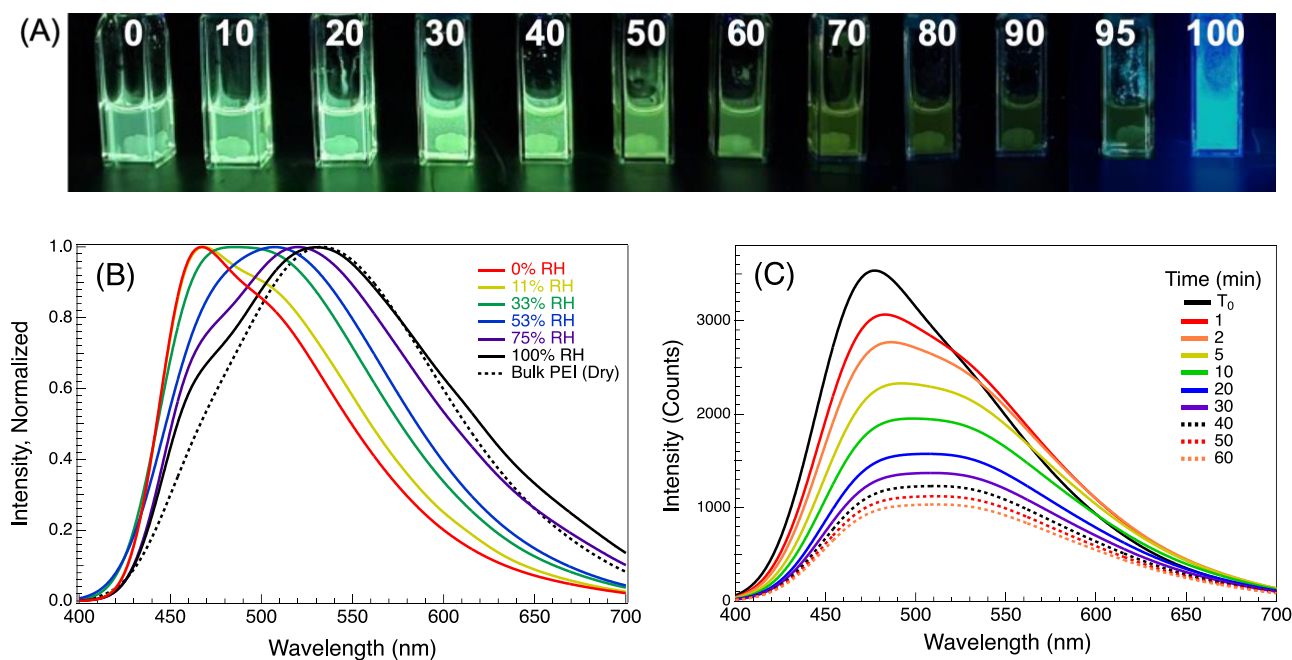 (A)
0 10 20 30 40 50 60 70 80 90 95 100
(B)
Intensity, Normalized
1.0
0.8
0.6
0.4
0.2
0.0
400 450 500 550 600 650 700
Wavelength (nm)
0% RH
11% RH
33% RH
53% RH
75% RH
100% RH
Bulk PEI (Dry)
(C)
Intensity (Counts)
3000
2000
1000
0
400 450 500 550 600 650 700
Wavelength (nm)
Time (min)
T0
1
2
5
10
20
30
40
50
60